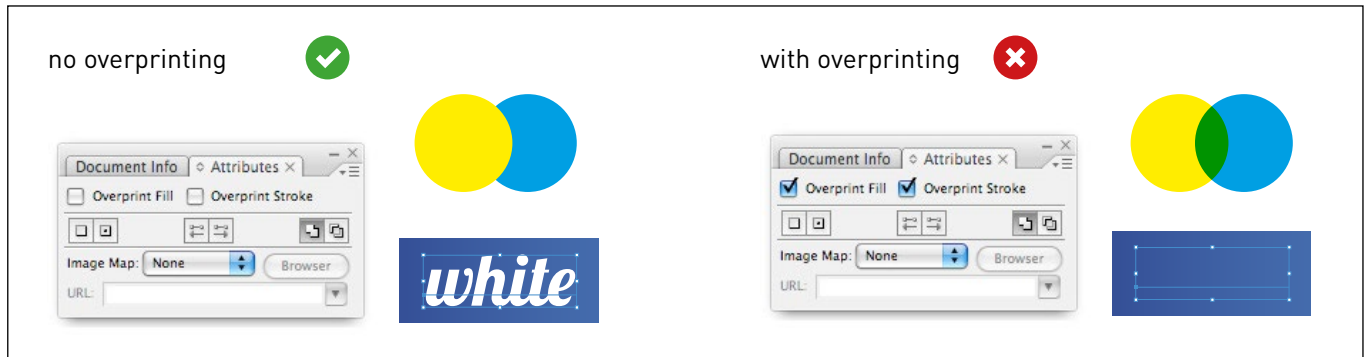 no overprinting
Document Info Attributes
Overprint Fill Overprint Stroke
Image Map: None Browser
URL:
white
with overprinting
Document Info Attributes
Overprint Fill Overprint Stroke
Image Map: None Browser
URL: